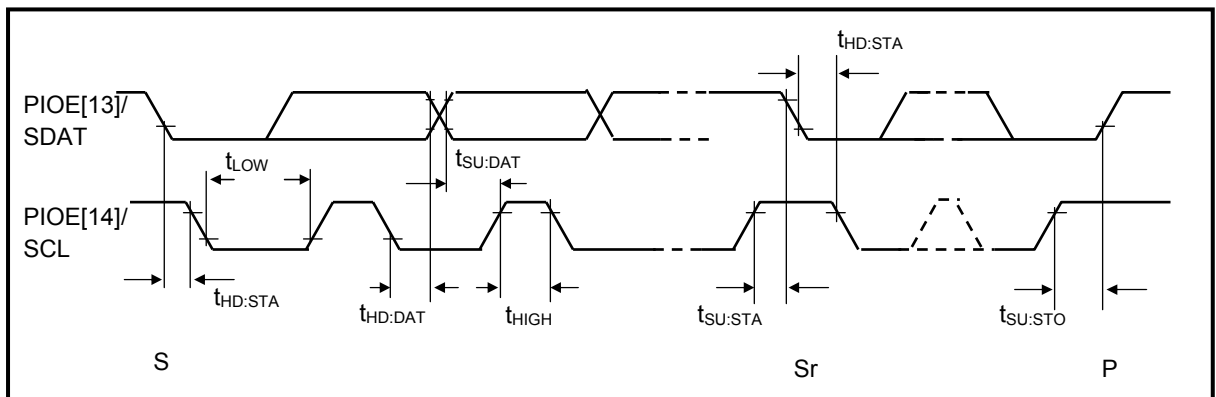 tHD:STA
PIOE[13]/
SDAT
tLOW
tSU:DAT
PIOE[14]/
SCL
tHD:STA
tHD:DAT
tHIGH
tSU:STA
tSU:STO
S
Sr
P